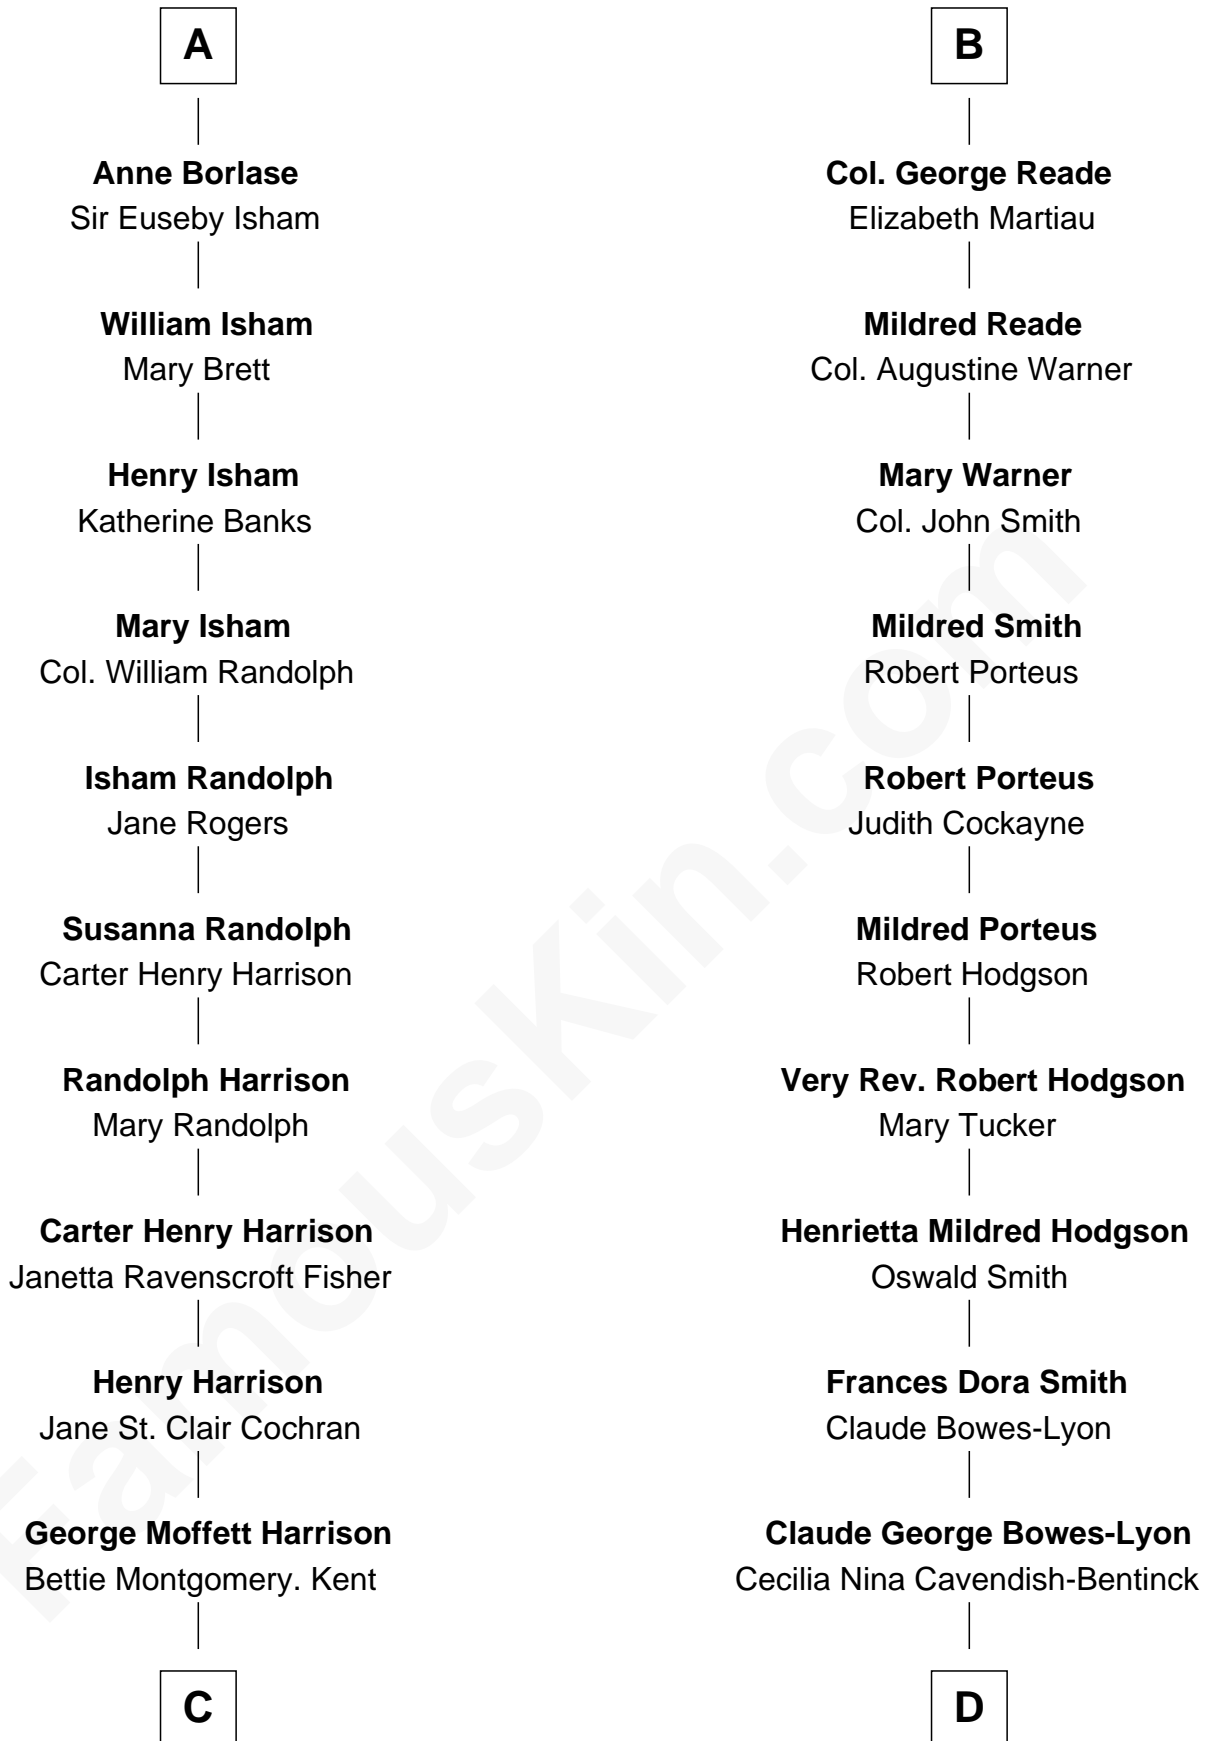 A
Anne Borlase
Sir Euseby Isham
William Isham
Mary Brett
Henry Isham
Katherine Banks
Mary Isham
Col. William Randolph
Isham Randolph
Jane Rogers
Susanna Randolph
Carter Henry Harrison
Randolph Harrison
Mary Randolph
Carter Henry Harrison
Janetta Ravenscroft Fisher
Henry Harrison
Jane St. Clair Cochran
George Moffett Harrison
Bettie Montgomery. Kent
C
B
Col. George Reade
Elizabeth Martiau
Mildred Reade
Col. Augustine Warner
Mary Warner
Col. John Smith
Mildred Smith
Robert Porteus
Robert Porteus
Judith Cockayne
Mildred Porteus
Robert Hodgson
Very Rev. Robert Hodgson
Mary Tucker
Henrietta Mildred Hodgson
Oswald Smith
Frances Dora Smith
Claude Bowes-Lyon
Claude George Bowes-Lyon
Cecilia Nina Cavendish-Bentinck
D
FamousKin.com